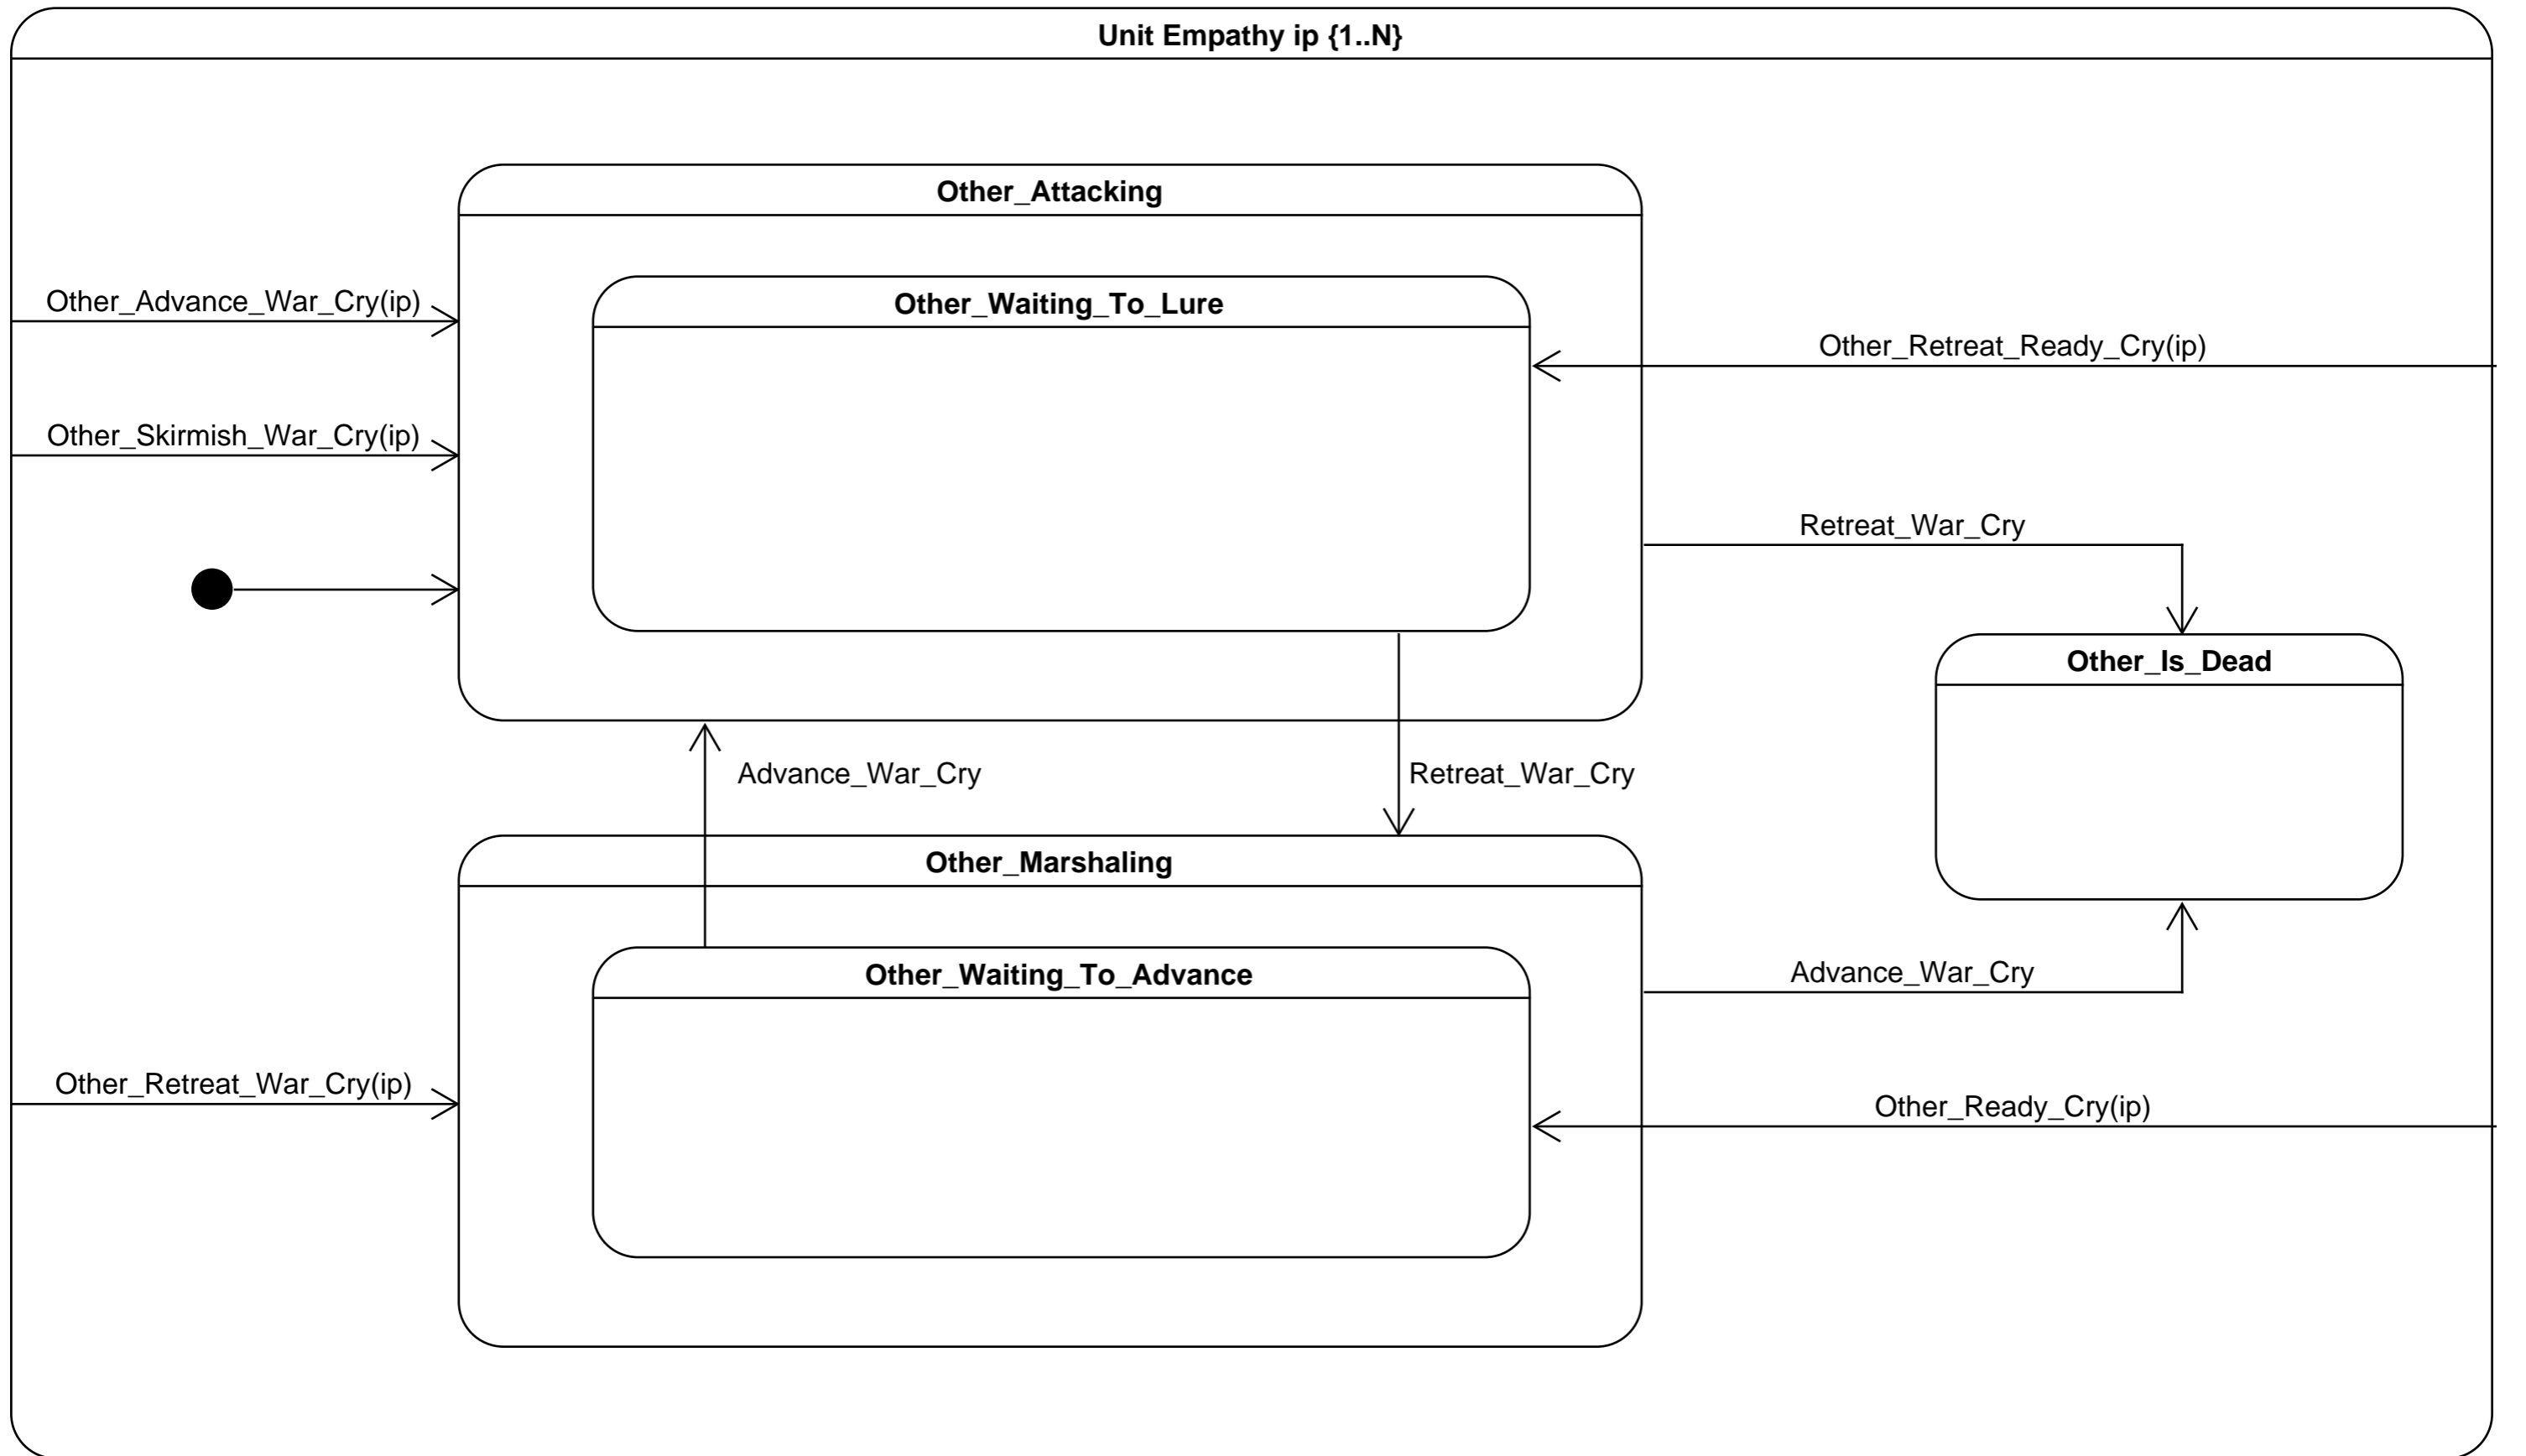 Unit Empathy ip {1..N}
Other_Attacking
Other_Waiting_To_Lure
Other_Advance_War_Cry(ip)
Other_Retreat_Ready_Cry(ip)
Other_Skirmish_War_Cry(ip)
Retreat_War_Cry
Other_Is_Dead
Advance_War_Cry
Retreat_War_Cry
Other_Marshaling
Other_Waiting_To_Advance
Advance_War_Cry
Other_Retreat_War_Cry(ip)
Other_Ready_Cry(ip)